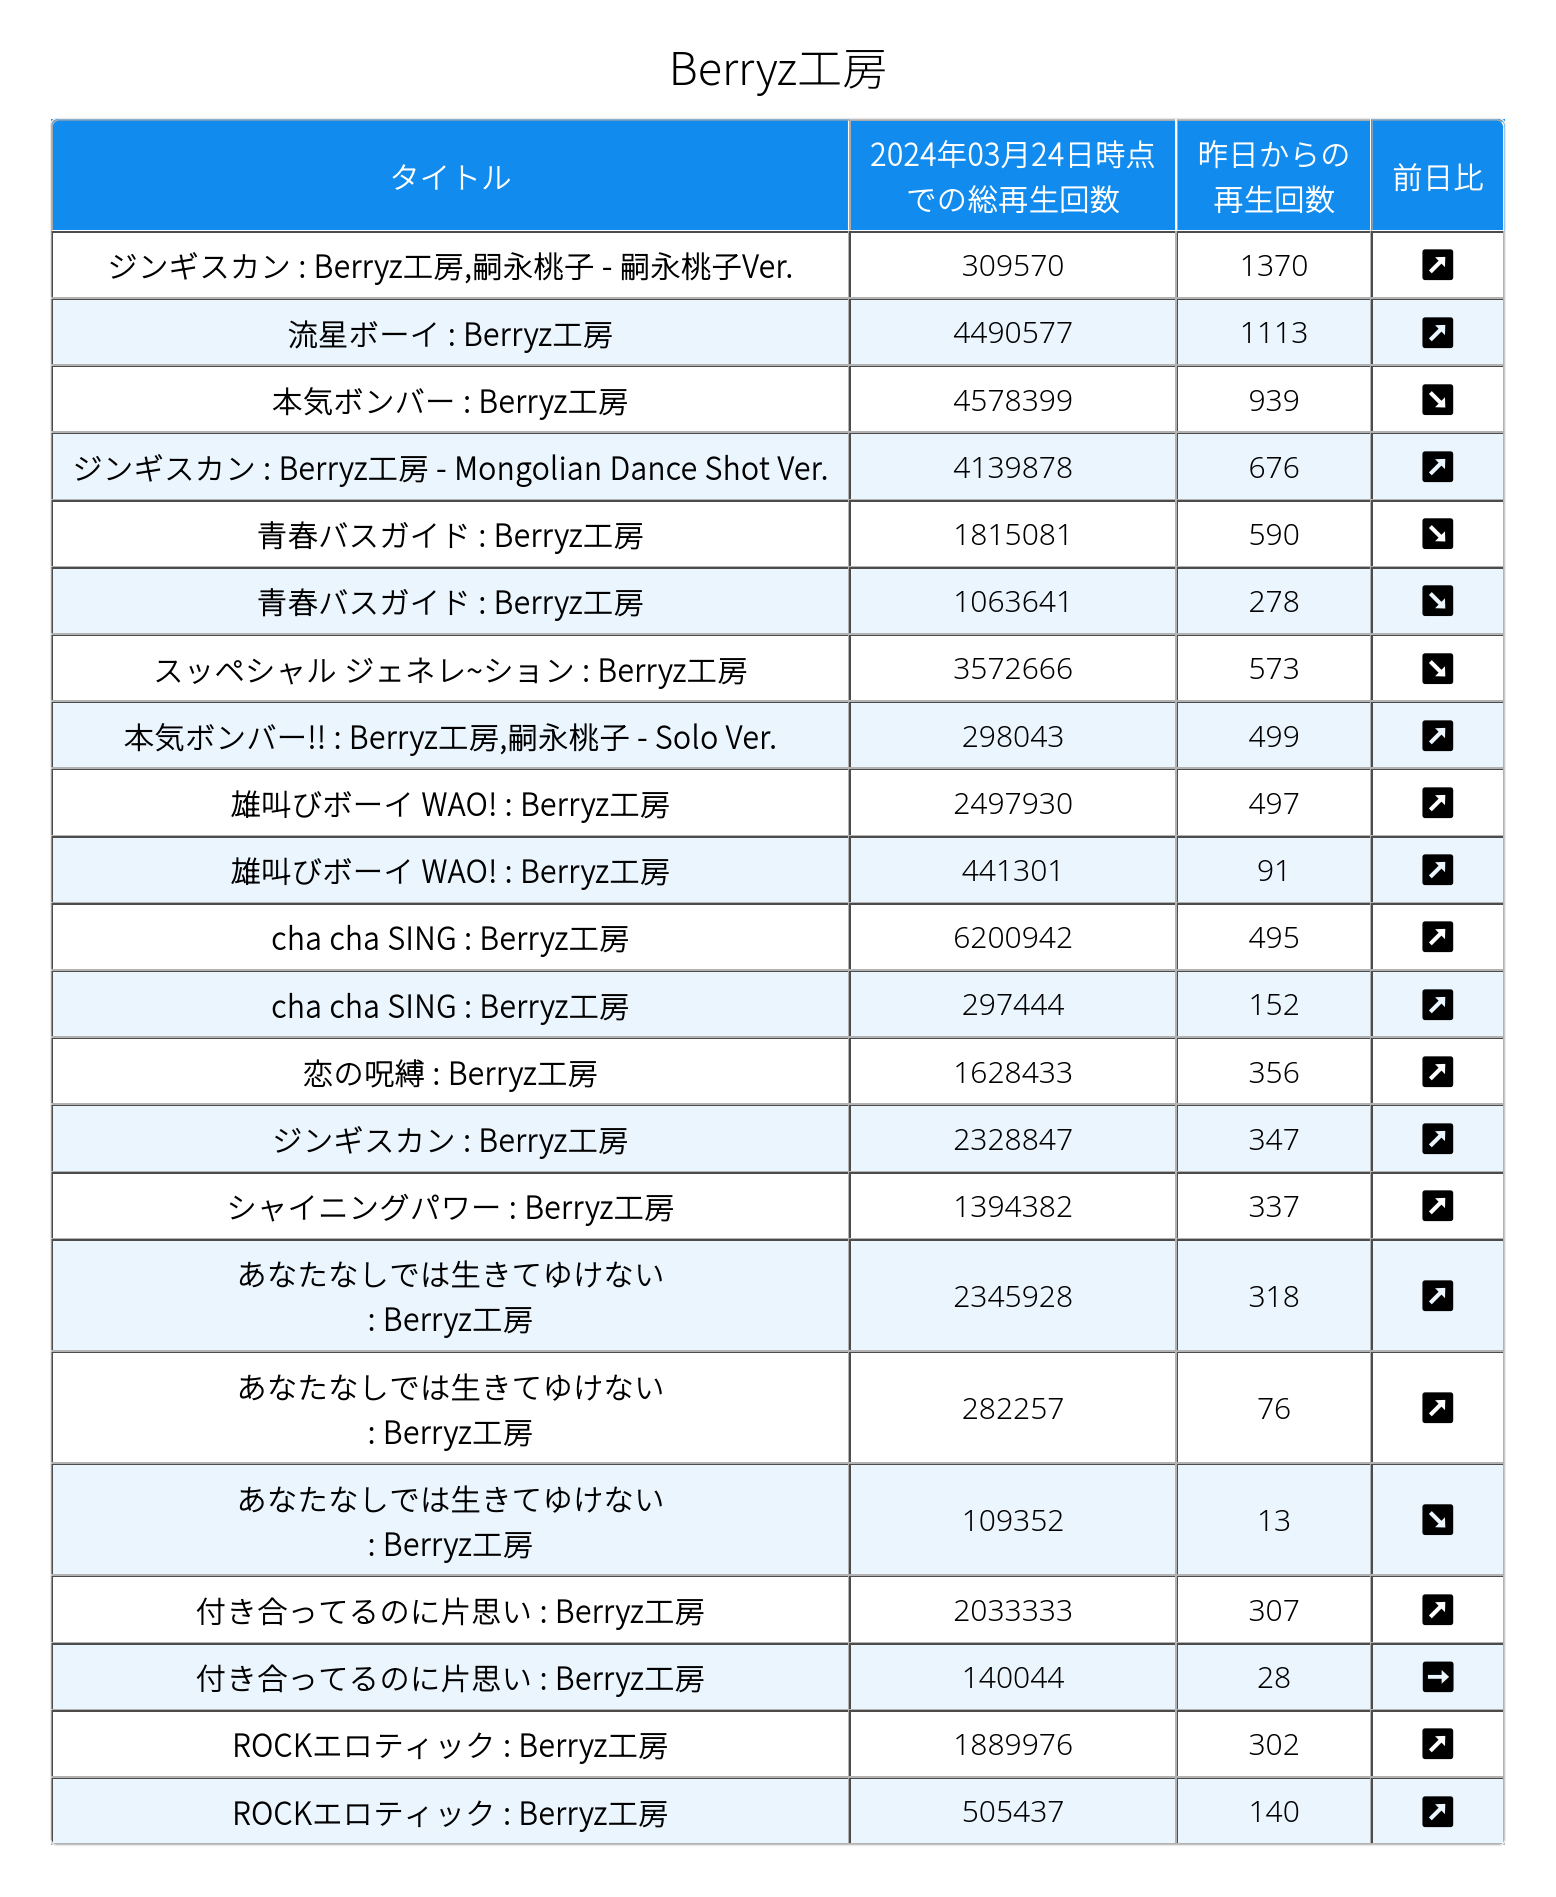 Berryz工房
タイトル 2024年03月24日時点での総再生回数 昨日からの再生回数 前日比
ジンギスカン : Berryz工房,嗣永桃子 - 嗣永桃子Ver. 309570 1370 ↗
流星ボーイ : Berryz工房 4490577 1113 ↗
本気ボンバー : Berryz工房 4578399 939 ↘
ジンギスカン : Berryz工房 - Mongolian Dance Shot Ver. 4139878 676 ↗
青春バスガイド : Berryz工房 1815081 590 ↘
青春バスガイド : Berryz工房 1063641 278 ↘
スッペシャル ジェネレ~ション : Berryz工房 3572666 573 ↘
本気ボンバー!! : Berryz工房,嗣永桃子 - Solo Ver. 298043 499 ↗
雄叫びボーイ WAO! : Berryz工房 2497930 497 ↗
雄叫びボーイ WAO! : Berryz工房 441301 91 ↗
cha cha SING : Berryz工房 6200942 495 ↗
cha cha SING : Berryz工房 297444 152 ↗
恋の呪縛 : Berryz工房 1628433 356 ↗
ジンギスカン : Berryz工房 2328847 347 ↗
シャイニングパワー : Berryz工房 1394382 337 ↗
あなたなしでは生きてゆけない
: Berryz工房 2345928 318 ↗
あなたなしでは生きてゆけない
: Berryz工房 282257 76 ↗
あなたなしでは生きてゆけない
: Berryz工房 109352 13 ↘
付き合ってるのに片思い : Berryz工房 2033333 307 ↗
付き合ってるのに片思い : Berryz工房 140044 28 →
ROCKエロティック : Berryz工房 1889976 302 ↗
ROCKエロティック : Berryz工房 505437 140 ↗